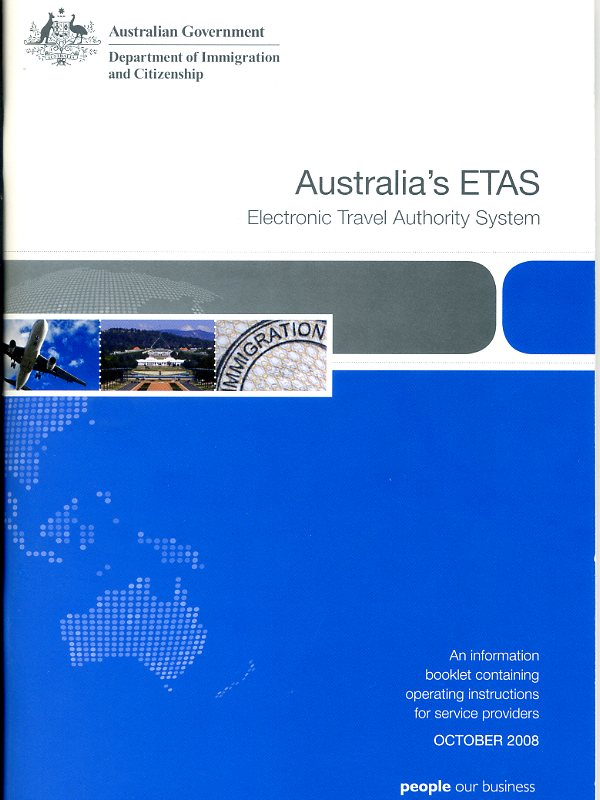 Australian Government
Department of Immigration
and Citizenship
Australia's ETAS
Electronic Travel Authority System
IMMIGRATION
An information
booklet containing
operating instructions
for service providers
OCTOBER 2008
people our business